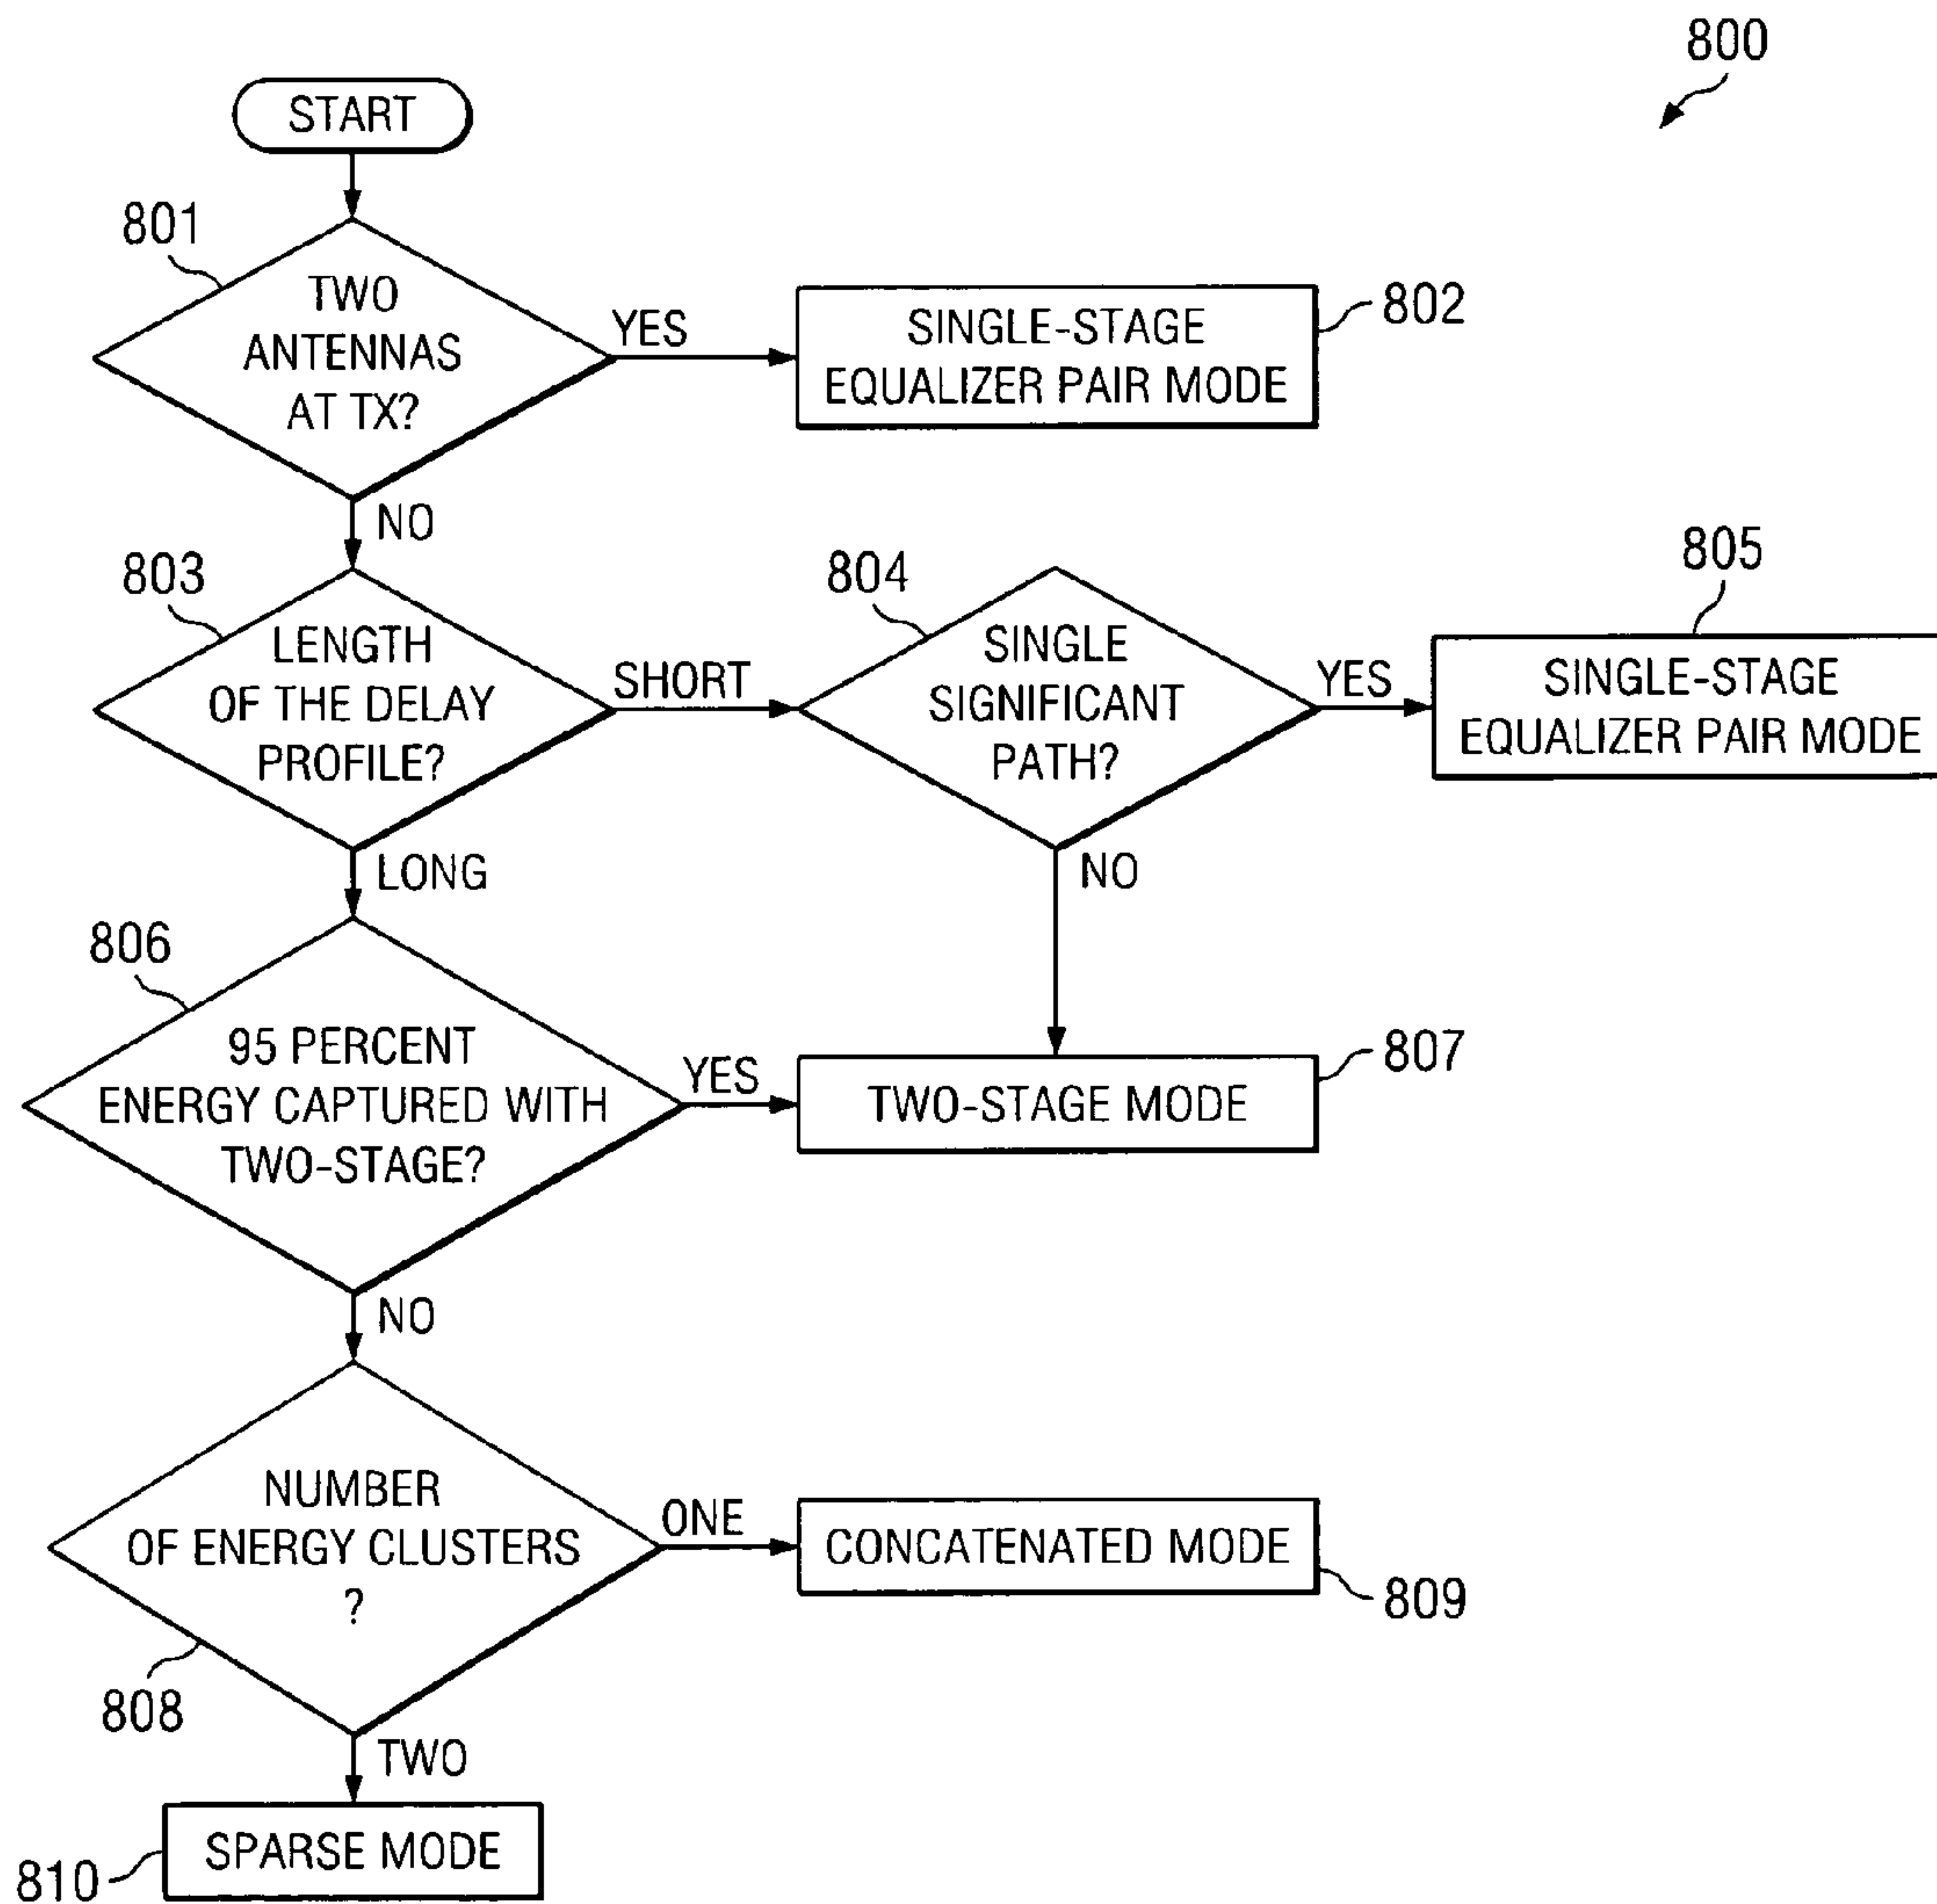 800
START
801
TWO
ANTENNAS
AT TX?
YES
SINGLE-STAGE
EQUALIZER PAIR MODE
802
NO
803
LENGTH
OF THE DELAY
PROFILE?
SHORT
804
SINGLE
SIGNIFICANT
PATH?
YES
805
SINGLE-STAGE
EQUALIZER PAIR MODE
LONG
NO
806
95 PERCENT
ENERGY CAPTURED WITH
TWO-STAGE?
YES
TWO-STAGE MODE
807
NO
NUMBER
OF ENERGY CLUSTERS
?
808
ONE
CONCATENATED MODE
809
TWO
SPARSE MODE
810